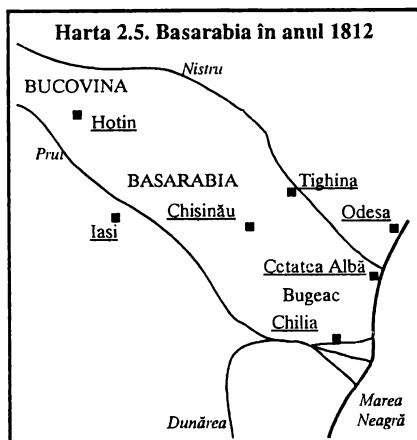 Harta 2.5. Basarabia în anul 1812
Nistru
BUCOVINA
Hotin
Prut
BASARABIA
Tighina
Iași
Chișinău
Odesa
Cetatea Albă
Bugeac
Chilia
Dunărea
Marea
Neagră